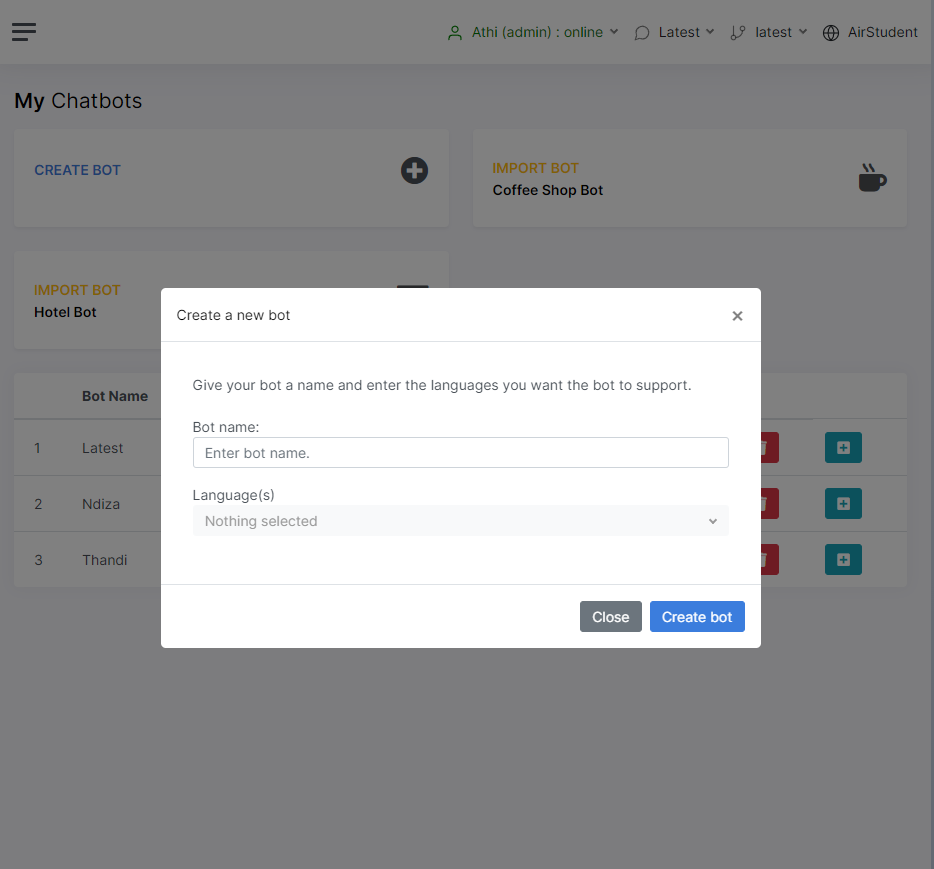 Athi (admin) : online Latest latest AirStudent
My Chatbots
CREATE BOT
IMPORT BOT
Coffee Shop Bot
IMPORT BOT
Hotel Bot
Create a new bot ×
Give your bot a name and enter the languages you want the bot to support.
Bot name:
Enter bot name.
Language(s)
Nothing selected
Close Create bot
Bot Name
1 Latest
2 Ndiza
3 Thandi